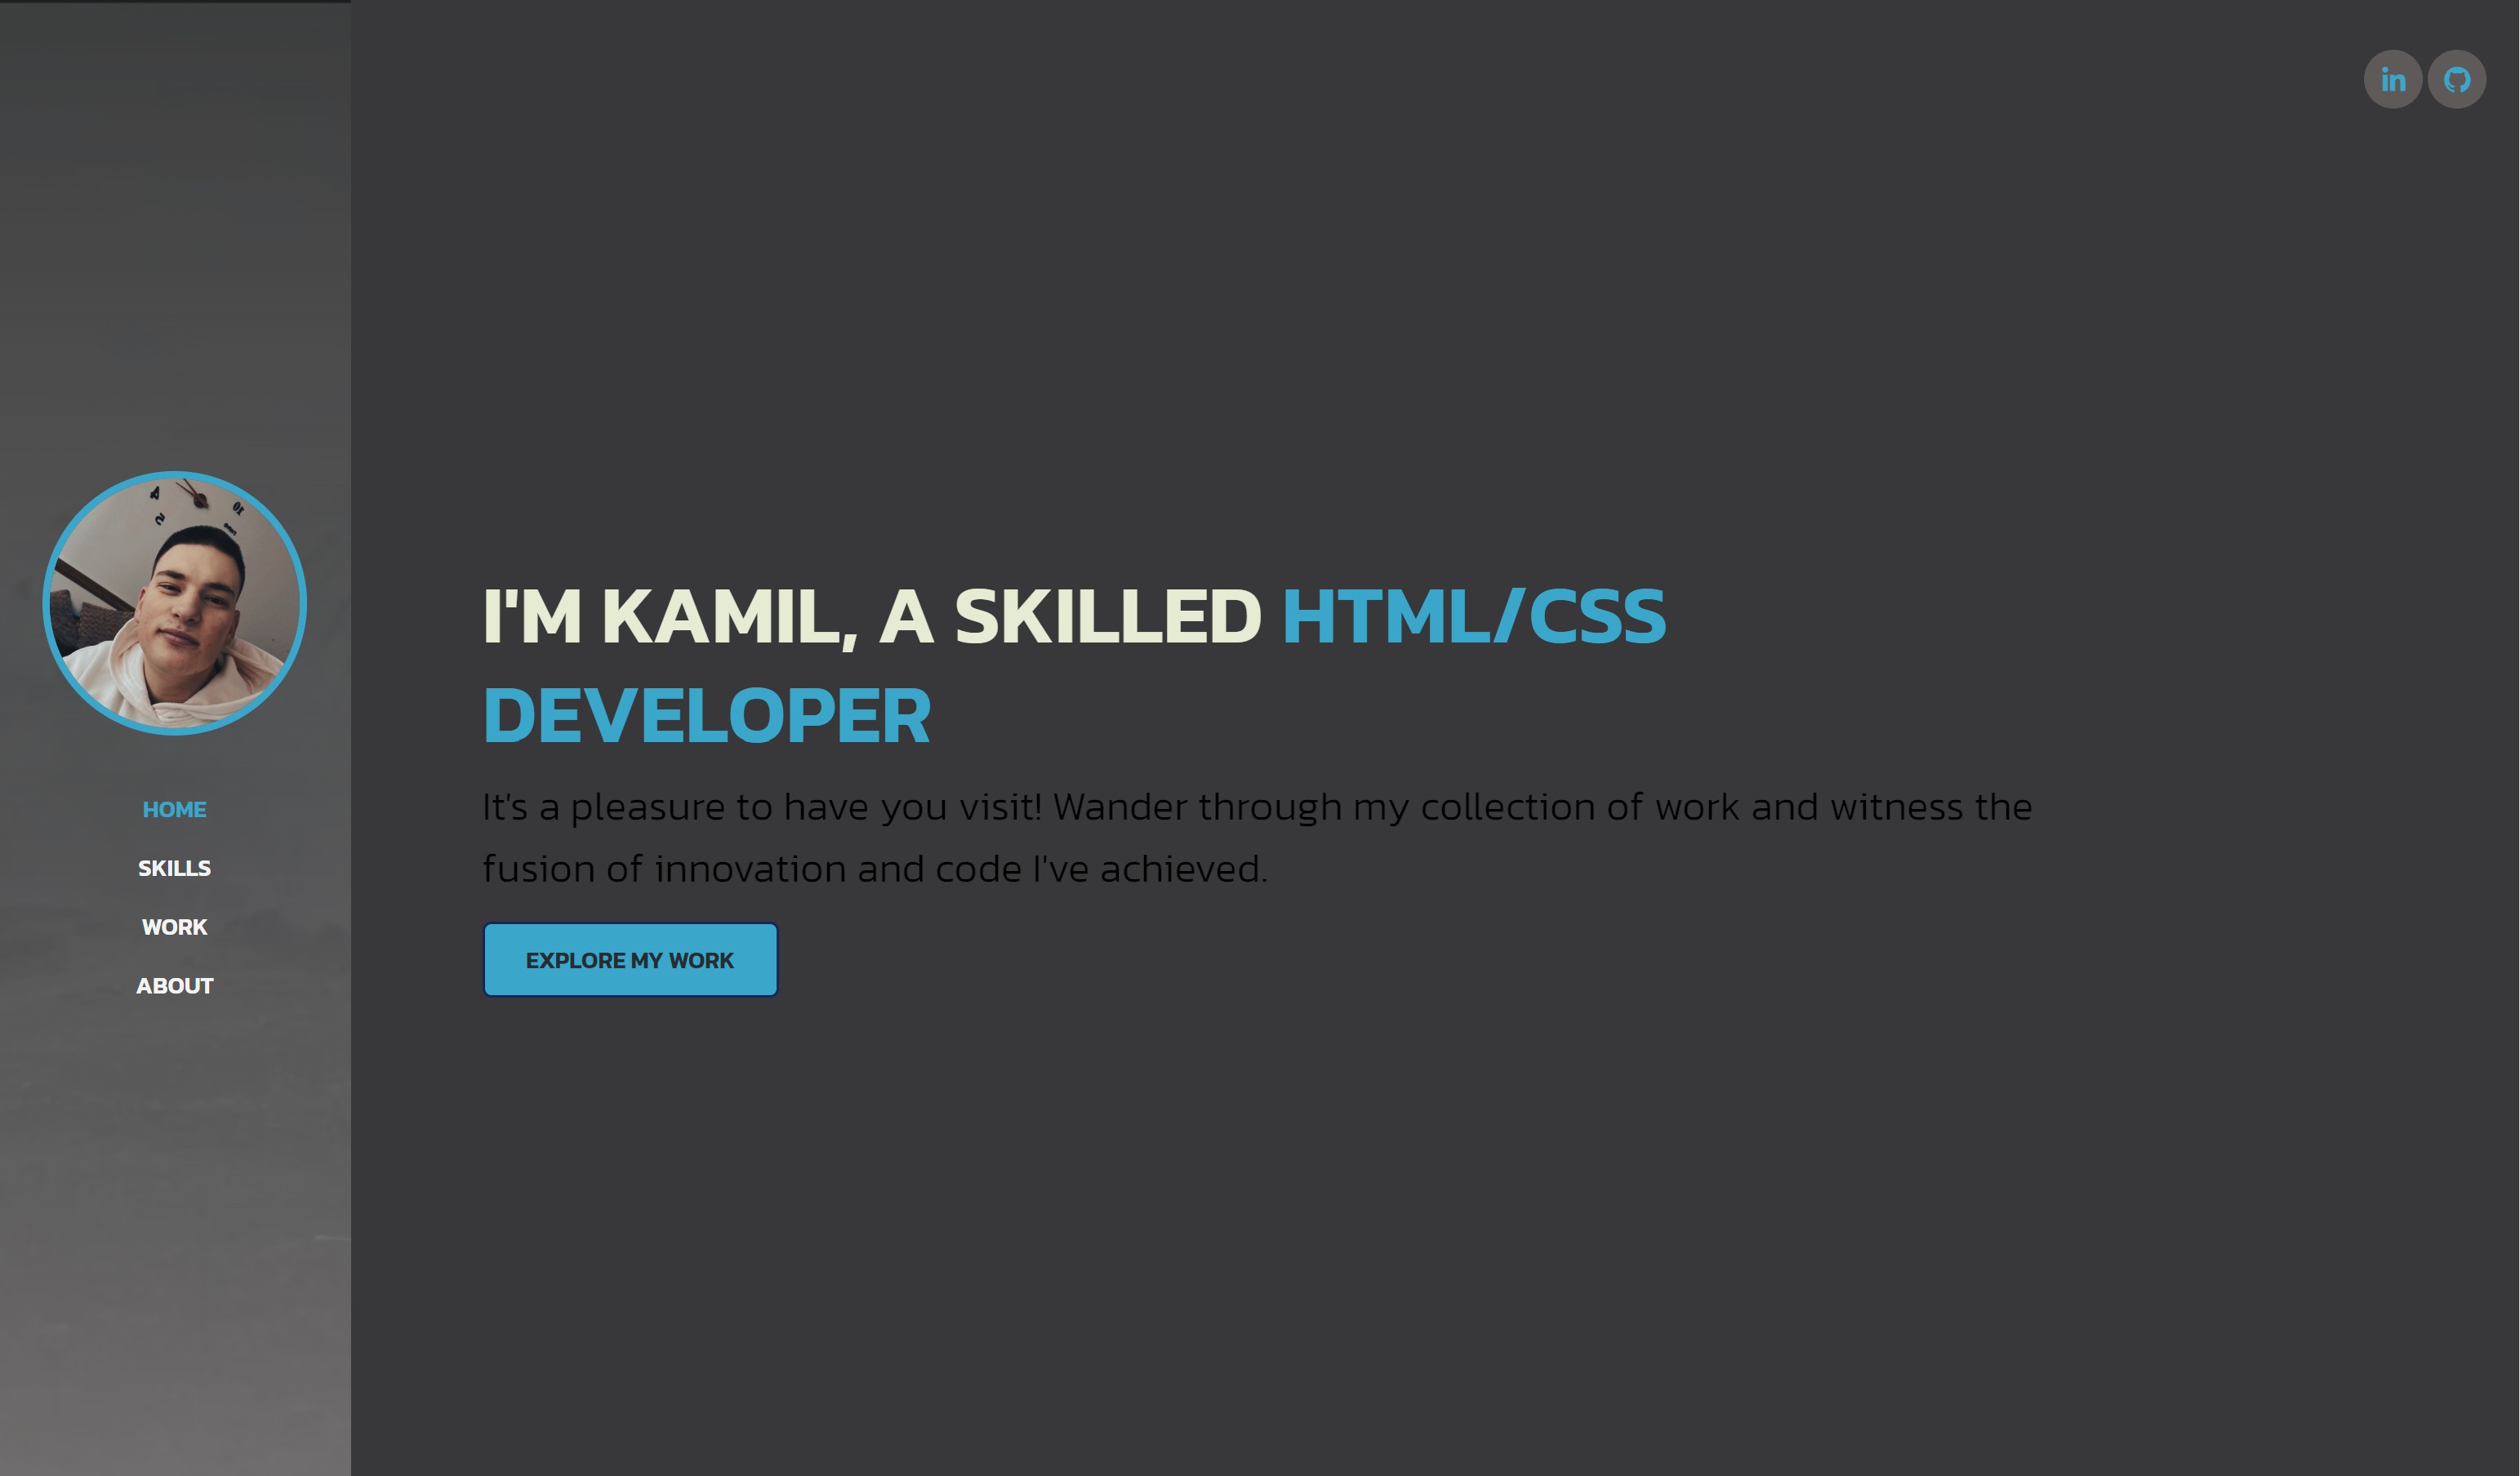 in
HOME
SKILLS
WORK
ABOUT
I'M KAMIL, A SKILLED HTML/CSS
DEVELOPER
It's a pleasure to have you visit! Wander through my collection of work and witness the
fusion of innovation and code I've achieved.
EXPLORE MY WORK